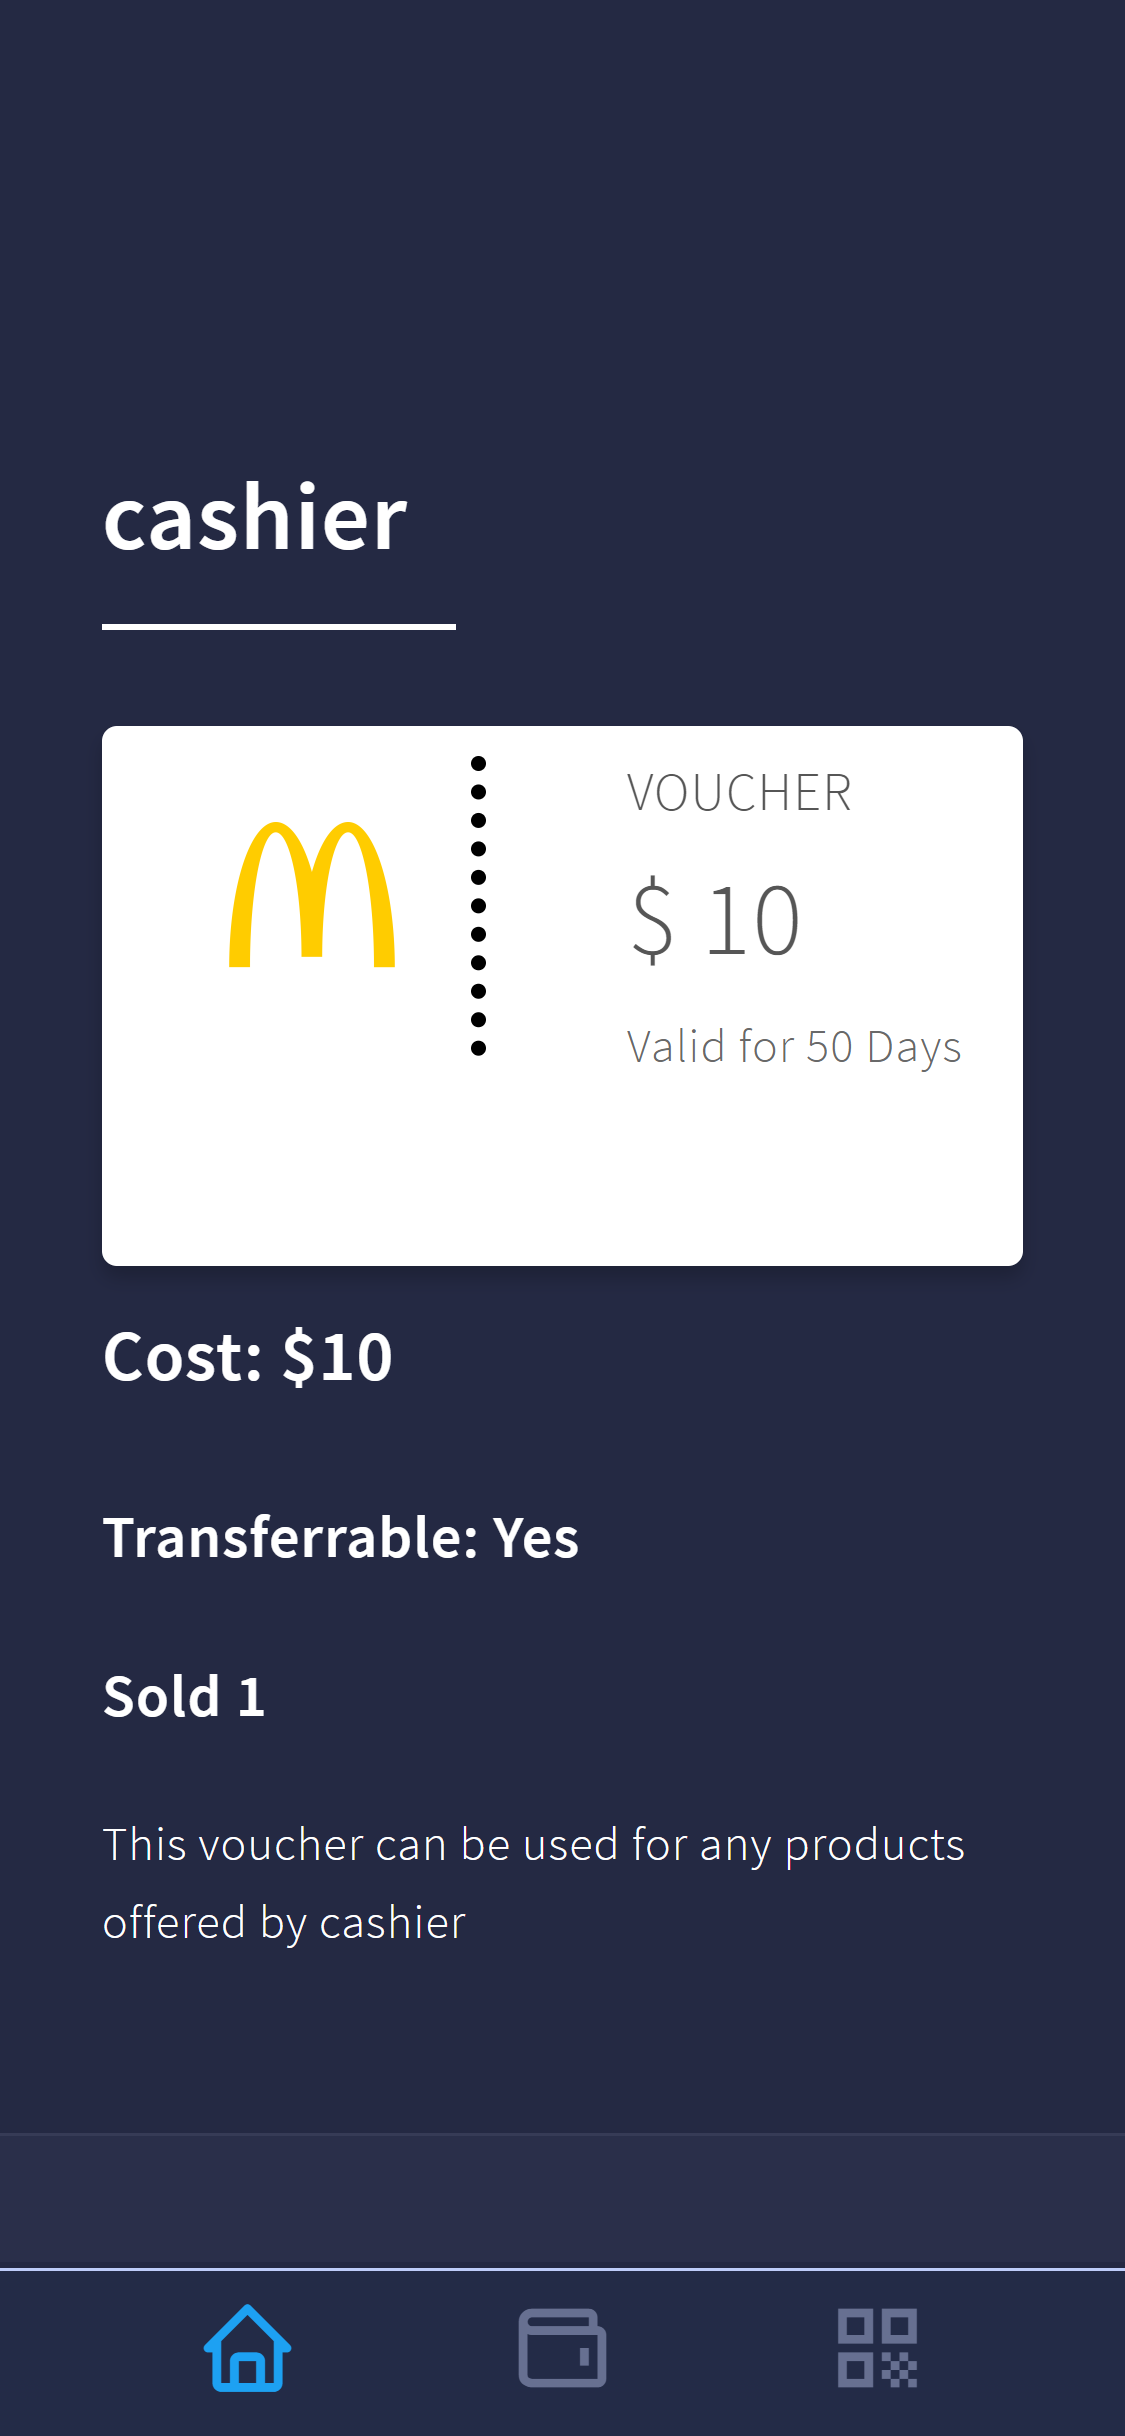 cashier
VOUCHER
$ 10
Valid for 50 Days
Cost: $10
Transferrable: Yes
Sold 1
This voucher can be used for any products
offered by cashier